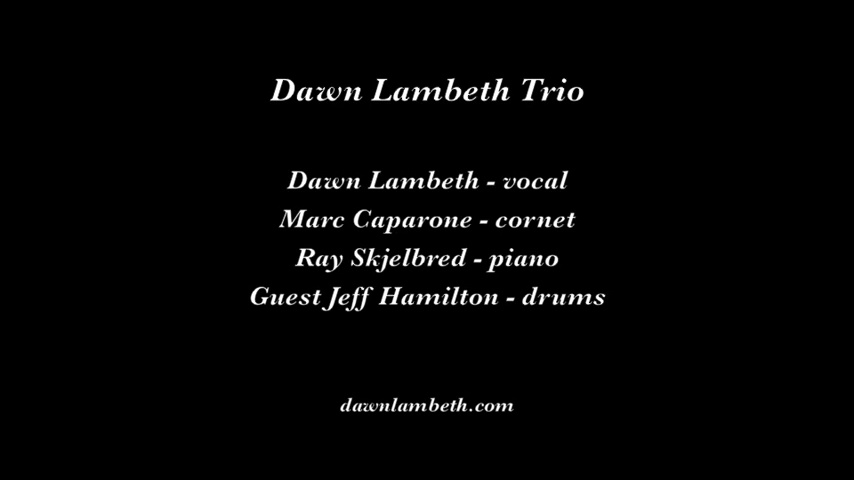 Dawn Lambeth Trio
Dawn Lambeth - vocal
Marc Caparone - cornet
Ray Skjelbred - piano
Guest Jeff Hamilton - drums
dawnlambeth.com